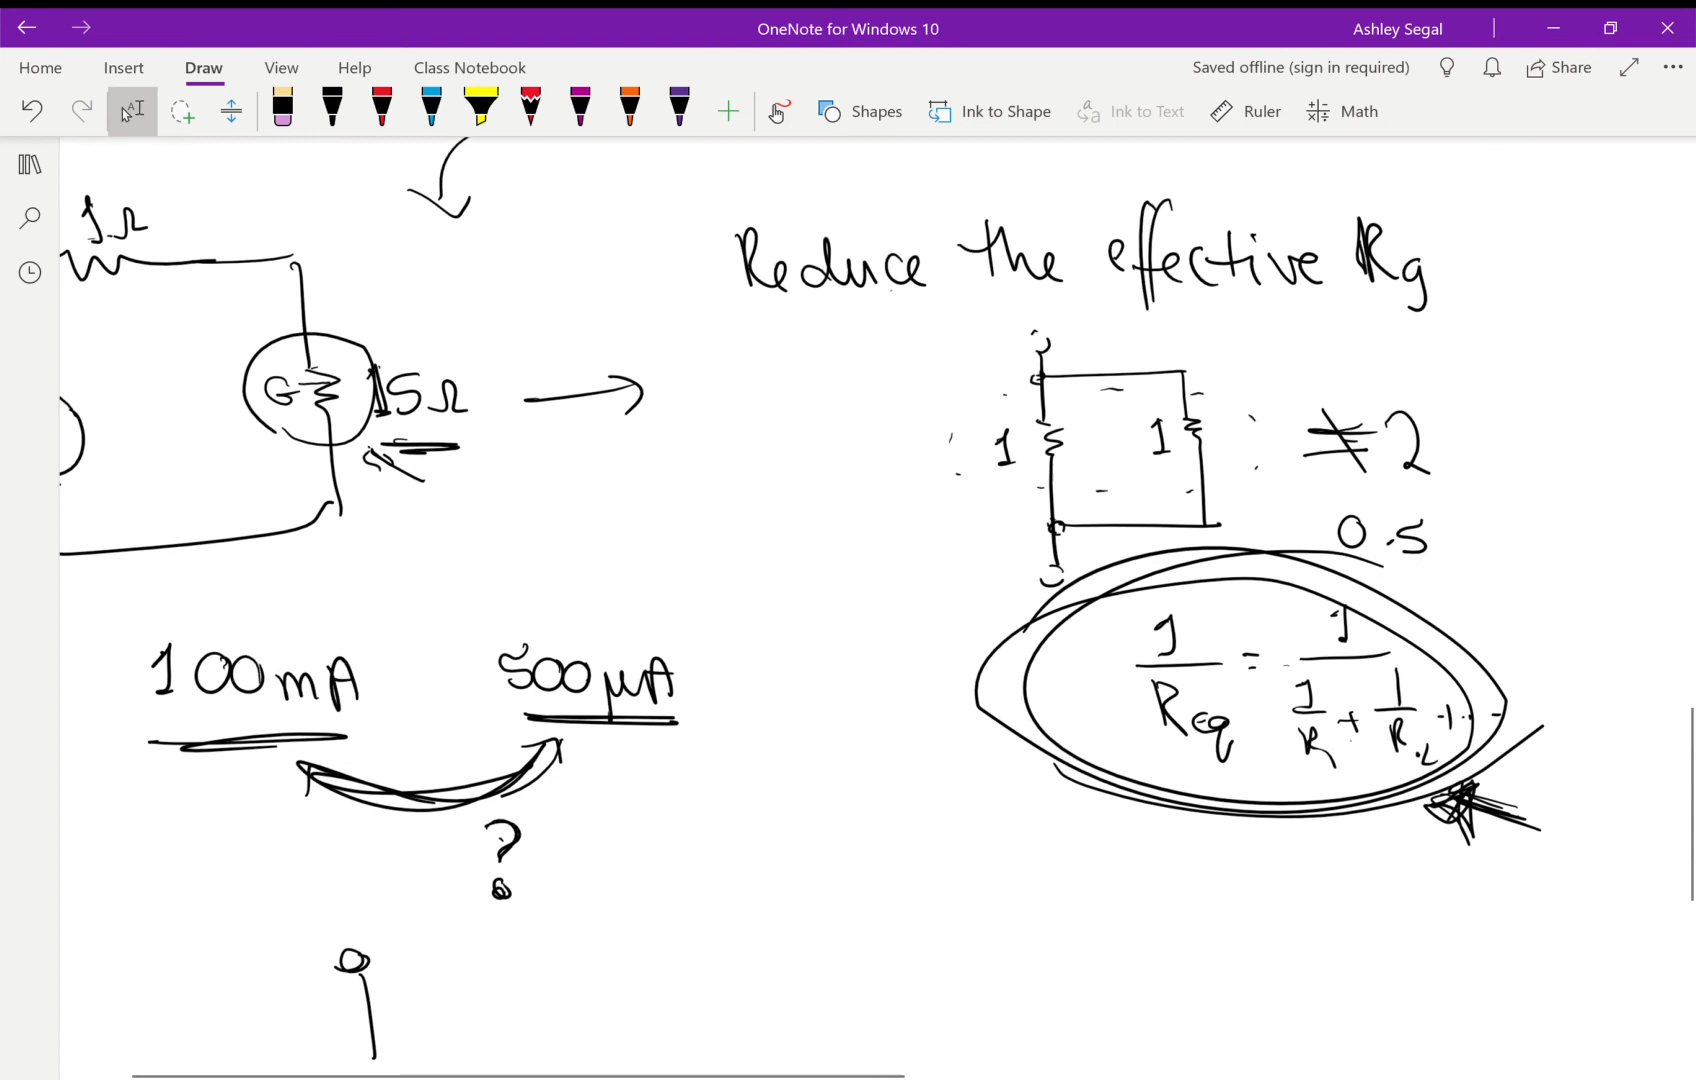 OneNote for Windows 10
Ashley Segal
Home Insert Draw View Help Class Notebook
Saved offline (sign in required)
Share
Shapes Ink to Shape Ink to Text Ruler Math
1Ω
Reduce the effective Rg
G 15Ω
1 1 ≠ 2
0.5
1/Req = 1/(1/R + 1/R2 + ...
100mA 500μA
?